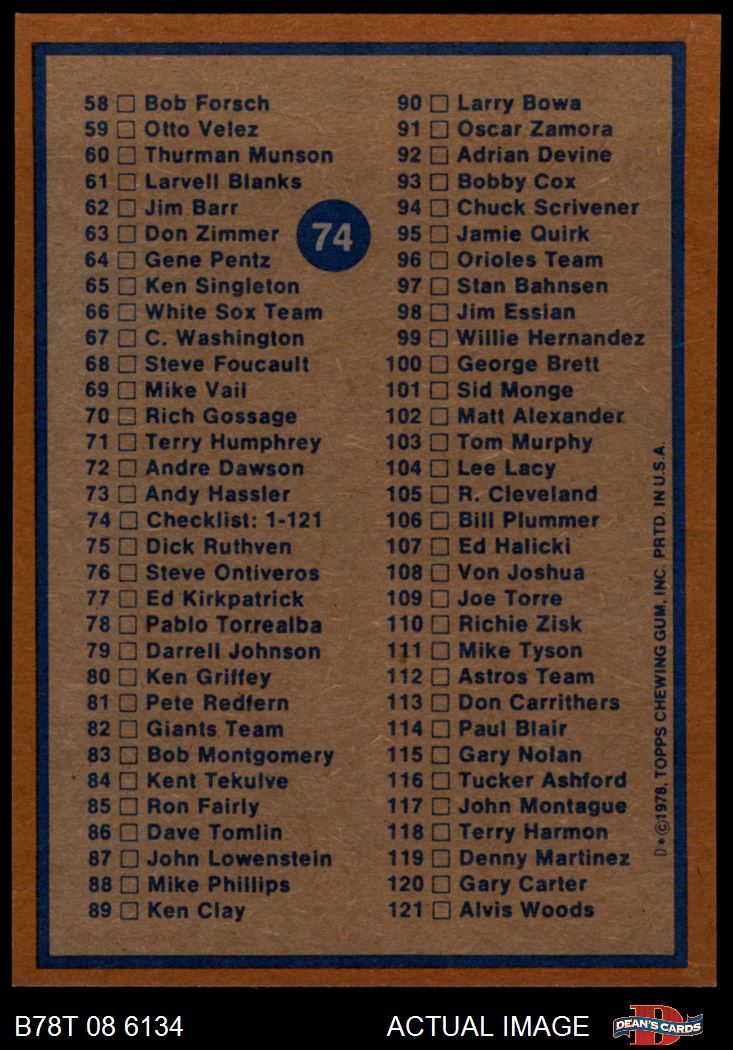 58 Bob Forsch
59 Otto Velez
60 Thurman Munson
61 Larvell Blanks
62 Jim Barr
63 Don Zimmer
64 Gene Pentz
65 Ken Singleton
66 White Sox Team
67 C. Washington
68 Steve Foucault
69 Mike Vail
70 Rich Gossage
71 Terry Humphrey
72 Andre Dawson
73 Andy Hassler
74 Checklist: 1-121
75 Dick Ruthven
76 Steve Ontiveros
77 Ed Kirkpatrick
78 Pablo Torrealba
79 Darrell Johnson
80 Ken Griffey
81 Pete Redfern
82 Giants Team
83 Bob Montgomery
84 Kent Tekulve
85 Ron Fairly
86 Dave Tomlin
87 John Lowenstein
88 Mike Phillips
89 Ken Clay
74
90 Larry Bowa
91 Oscar Zamora
92 Adrian Devine
93 Bobby Cox
94 Chuck Scrivener
95 Jamie Quirk
96 Orioles Team
97 Stan Bahnsen
98 Jim Essian
99 Willie Hernandez
100 George Brett
101 Sid Monge
102 Matt Alexander
103 Tom Murphy
104 Lee Lacy
105 R. Cleveland
106 Bill Plummer
107 Ed Halicki
108 Von Joshua
109 Joe Torre
110 Richie Zisk
111 Mike Tyson
112 Astros Team
113 Don Carrithers
114 Paul Blair
115 Gary Nolan
116 Tucker Ashford
117 John Montague
118 Terry Harmon
119 Denny Martinez
120 Gary Carter
121 Alvis Woods
D*©1978, TOPPS CHEWING GUM, INC. PRTD. IN U.S.A.
B78T 08 6134
ACTUAL IMAGE
D
DEAN'S CARDS